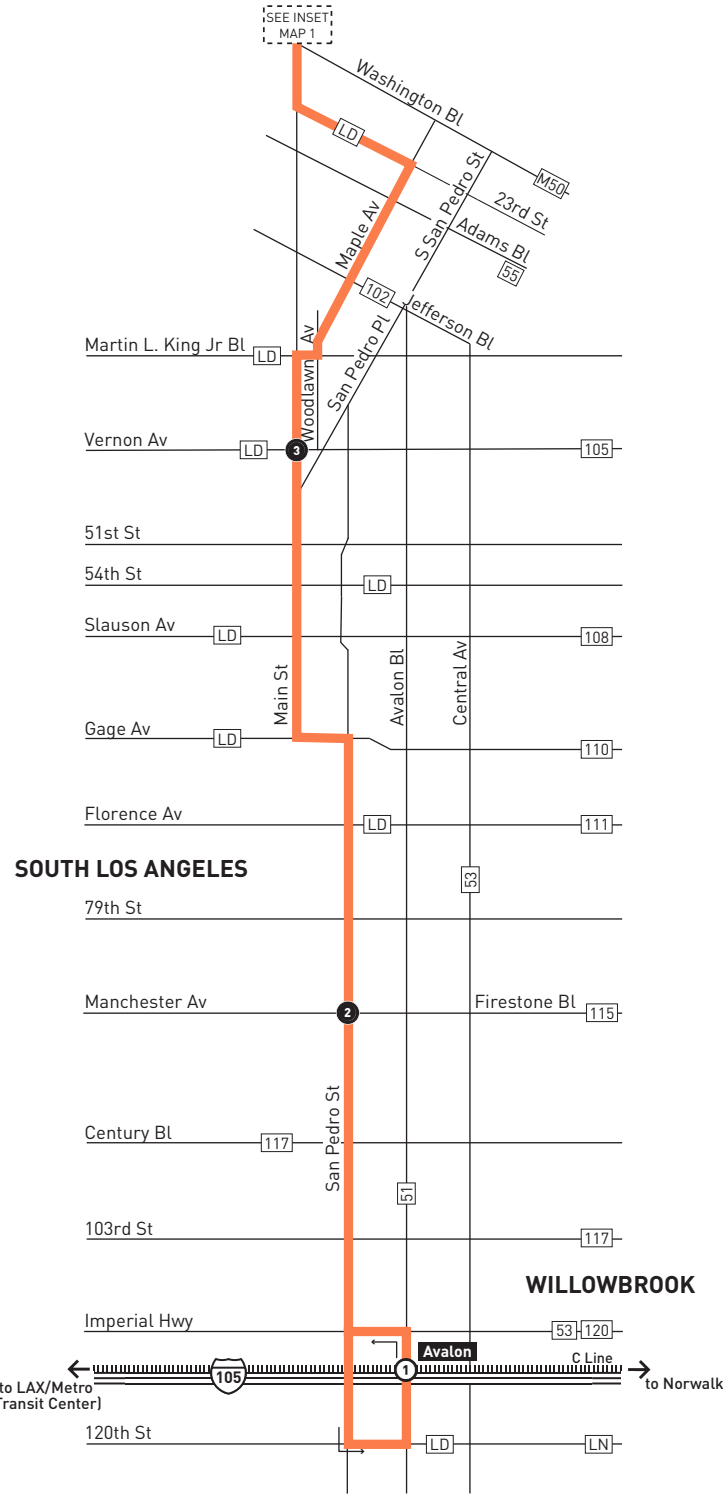 SEE INSET
MAP 1
Washington Bl
LD
M50
23rd St
S San Pedro St
Adams Bl
55
Maple Av
102
Jefferson Bl
Martin L. King Jr Bl
LD
Woodlawn Av
San Pedro Pl
Vernon Av
LD
3
105
51st St
54th St
LD
Slauson Av
LD
108
Main St
Avalon Bl
Central Av
Gage Av
LD
110
Florence Av
LD
111
SOUTH LOS ANGELES
53
79th St
Manchester Av
2
Firestone Bl
115
San Pedro St
Century Bl
117
51
103rd St
117
WILLOWBROOK
Imperial Hwy
53
120
Avalon
C Line
105
1
to LAX/Metro
Transit Center)
to Norwalk
120th St
LD
LN